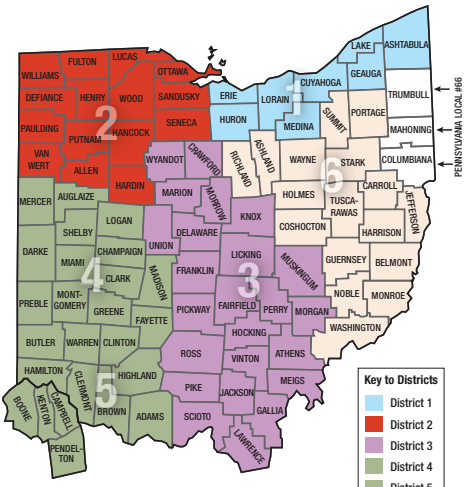 LUCAS
FULTON
WILLIAMS
OTTAWA
DEFIANCE
HENRY
WOOD
SANDUSKY
ERIE
LORAIN
CUYAHOGA
LAKE
ASHTABULA
GEAUGA
1
TRUMBULL
PAULDING
PUTNAM
2
HANCOCK
SENECA
HURON
MEDINA
SUMMIT
PORTAGE
MAHONING
VAN
WERT
ALLEN
WYANDOT
CRAWFORD
RICHLAND
ASHLAND
WAYNE
STARK
6
COLUMBIANA
PENNSYLVANIA LOCAL #66
HARDIN
MARION
MORROW
HOLMES
CARROLL
JEFFERSON
MERCER
AUGLAIZE
LOGAN
KNOX
TUSCA-
RAWAS
COSHOCTON
HARRISON
SHELBY
UNION
DELAWARE
DARKE
CHAMPAIGN
LICKING
MUSKINGUM
GUERNSEY
BELMONT
MIAMI
4
CLARK
MADISON
FRANKLIN
3
PREBLE
MONT-
GOMERY
GREENE
FAYETTE
PICKWAY
FAIRFIELD
PERRY
MORGAN
NOBLE
MONROE
WASHINGTON
BUTLER
WARREN
CLINTON
ROSS
HOCKING
VINTON
ATHENS
HAMILTON
CLERMONT
HIGHLAND
5
BROWN
ADAMS
PIKE
JACKSON
MEIGS
SCIOTO
GALLIA
LAWRENCE
BOONE
KENTON
CAMPBELL
PENDEL-
TON
Key to Districts
District 1
District 2
District 3
District 4
District 5